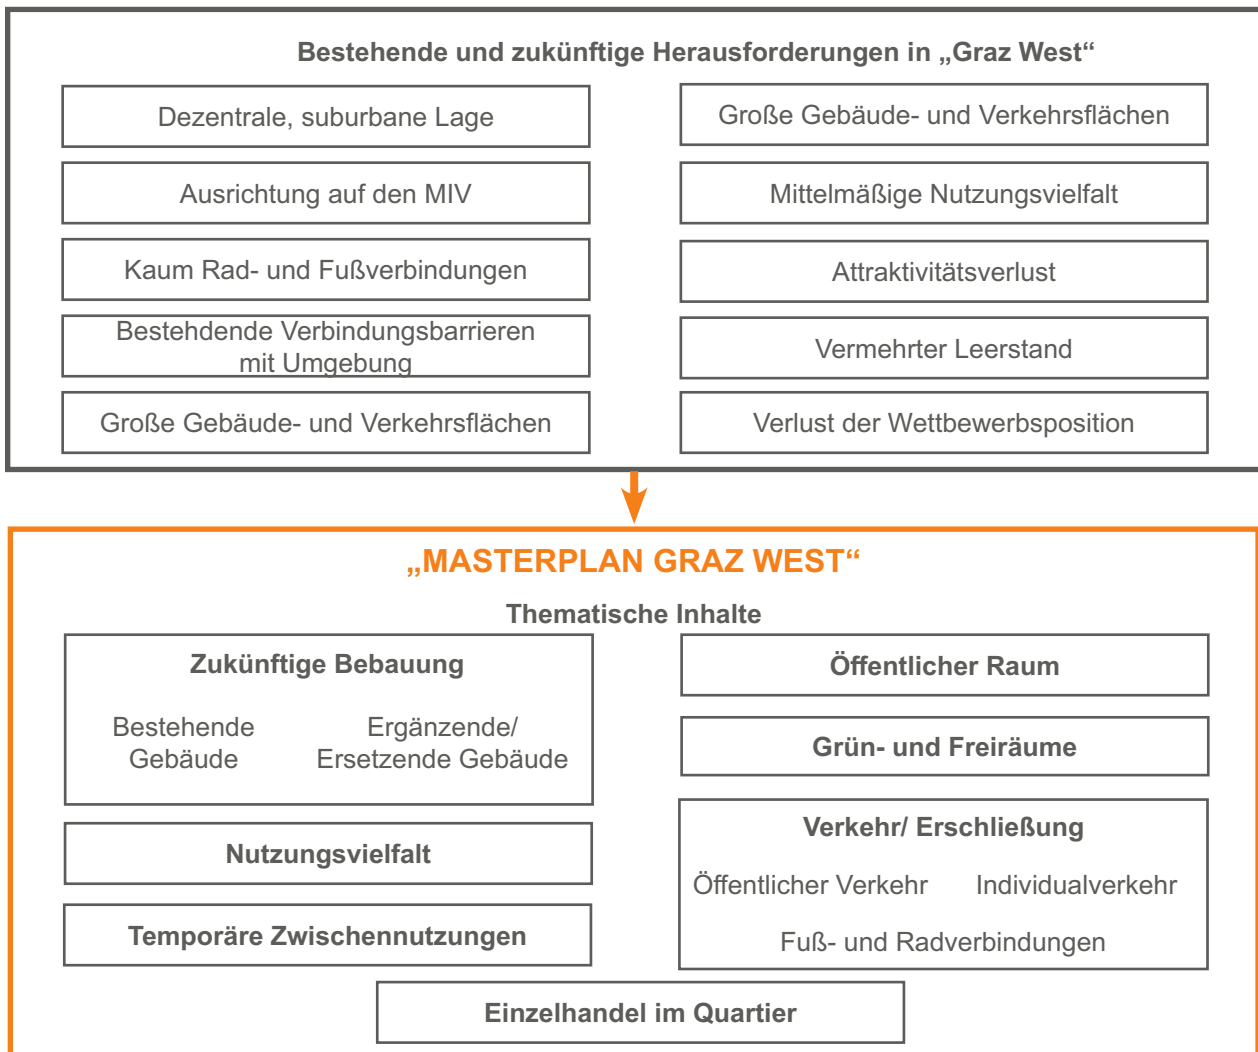 Bestehende und zukünftige Herausforderungen in „Graz West“
Dezentrale, suburbane Lage
Ausrichtung auf den MIV
Kaum Rad- und Fußverbindungen
Bestehdende Verbindungsbarrieren
mit Umgebung
Große Gebäude- und Verkehrsflächen
Große Gebäude- und Verkehrsflächen
Mittelmäßige Nutzungsvielfalt
Attraktivitätsverlust
Vermehrter Leerstand
Verlust der Wettbewerbsposition
„MASTERPLAN GRAZ WEST“
Thematische Inhalte
Zukünftige Bebauung
Bestehende
Gebäude
Ergänzende/
Ersetzende Gebäude
Nutzungsvielfalt
Temporäre Zwischennutzungen
Öffentlicher Raum
Grün- und Freiräume
Verkehr/ Erschließung
Öffentlicher Verkehr
Individualverkehr
Fuß- und Radverbindungen
Einzelhandel im Quartier